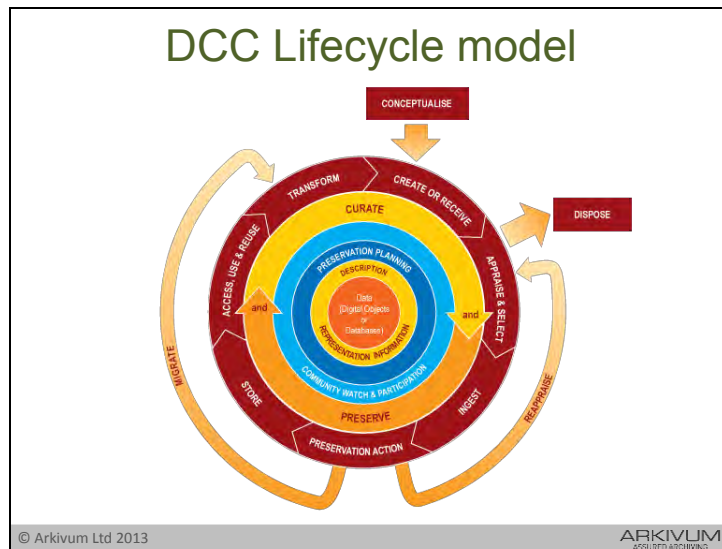 DCC Lifecycle model
CONCEPTUALISE
DISPOSE
TRANSFORM
CREATE OR RECEIVE
APPRAISE & SELECT
INGEST
PRESERVATION ACTION
STORE
ACCESS, USE & REUSE
MIGRATE
REAPPRAISE
CURATE
and
PRESERVE
and
PRESERVATION PLANNING
COMMUNITY WATCH & PARTICIPATION
DESCRIPTION
REPRESENTATION INFORMATION
Data
(Digital Objects
or
Databases)
© Arkivum Ltd 2013
ARKIVUM
ASSURED ARCHIVING